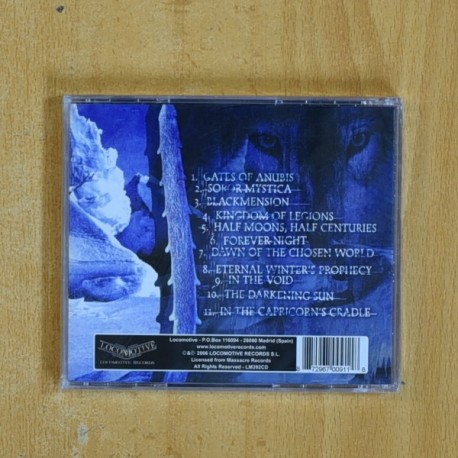 1. GATES OF ANUBIS
2. SOROR MYSTICA
3. BLACKMENSION
4. KINGDOM OF LEGIONS
5. HALF MOONS, HALF CENTURIES
6. FOREVER NIGHT
7. DAWN OF THE CHOSEN WORLD
8. ETERNAL WINTER'S PROPHECY
9. IN THE VOID
10. THE DARKENING SUN
11. IN THE CAPRICORN'S CRADLE
LOCOMOTIVE
LOCOMOTIVE RECORDS
Locomotive - P.O.Box 116094 - 28080 Madrid (Spain)
www.locomotiverecords.com
©&℗ 2006 LOCOMOTIVE RECORDS S.L.
Licensed from Massacre Records
All Rights Reserved - LM392CD